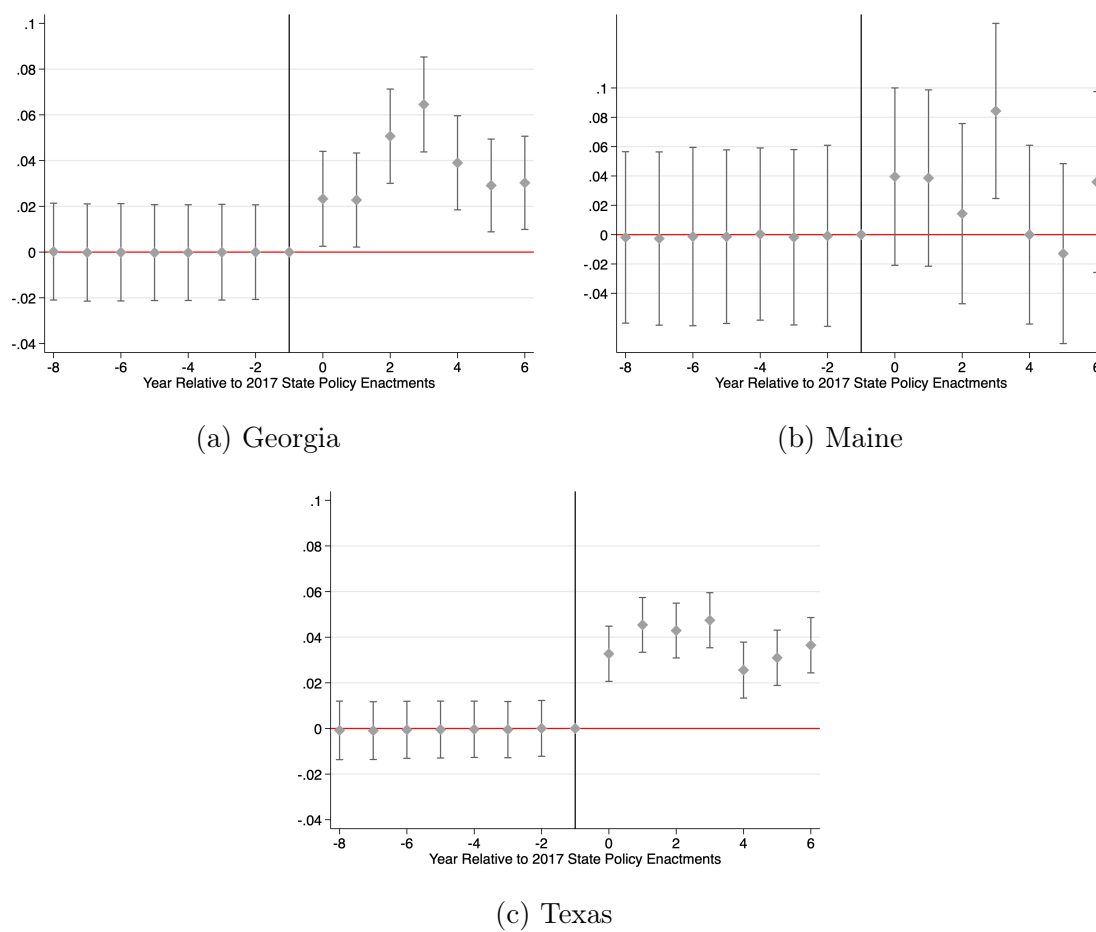 .1
.08
.06
.04
.02
0
-.02
-.04
-8 -6 -4 -2 0 2 4 6
Year Relative to 2017 State Policy Enactments
(a) Georgia
.1
.08
.06
.04
.02
0
-.02
-.04
-8 -6 -4 -2 0 2 4
Year Relative to 2017 State Policy Enactments
(b) Maine
.1
.08
.06
.04
.02
0
-.02
-.04
-8 -6 -4 -2 0 2 4 6
Year Relative to 2017 State Policy Enactments
(c) Texas